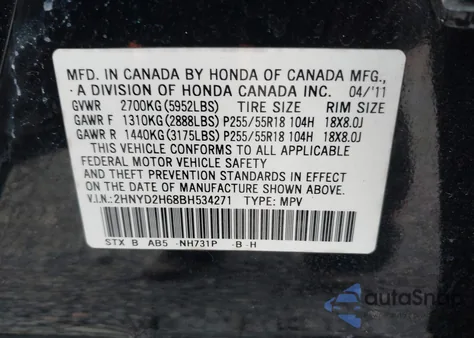 MFD. IN CANADA BY HONDA OF CANADA MFG.,
A DIVISION OF HONDA CANADA INC. 04/'11
GVWR 2700KG (5952LBS) TIRE SIZE RIM SIZE
GAWR F 1310KG (2888LBS) P255/55R18 104H 18X8.0J
GAWR R 1440KG (3175LBS) P255/55R18 104H 18X8.0J
THIS VEHICLE CONFORMS TO ALL APPLICABLE
FEDERAL MOTOR VEHICLE SAFETY, BUMPER,
AND THEFT PREVENTION STANDARDS IN EFFECT ON
THE DATE OF MANUFACTURE SHOWN ABOVE.
V.I.N.:2HNYD2H68BH534271 TYPE: MPV
STX B AB5 -NH731P -B-H
autoSnap